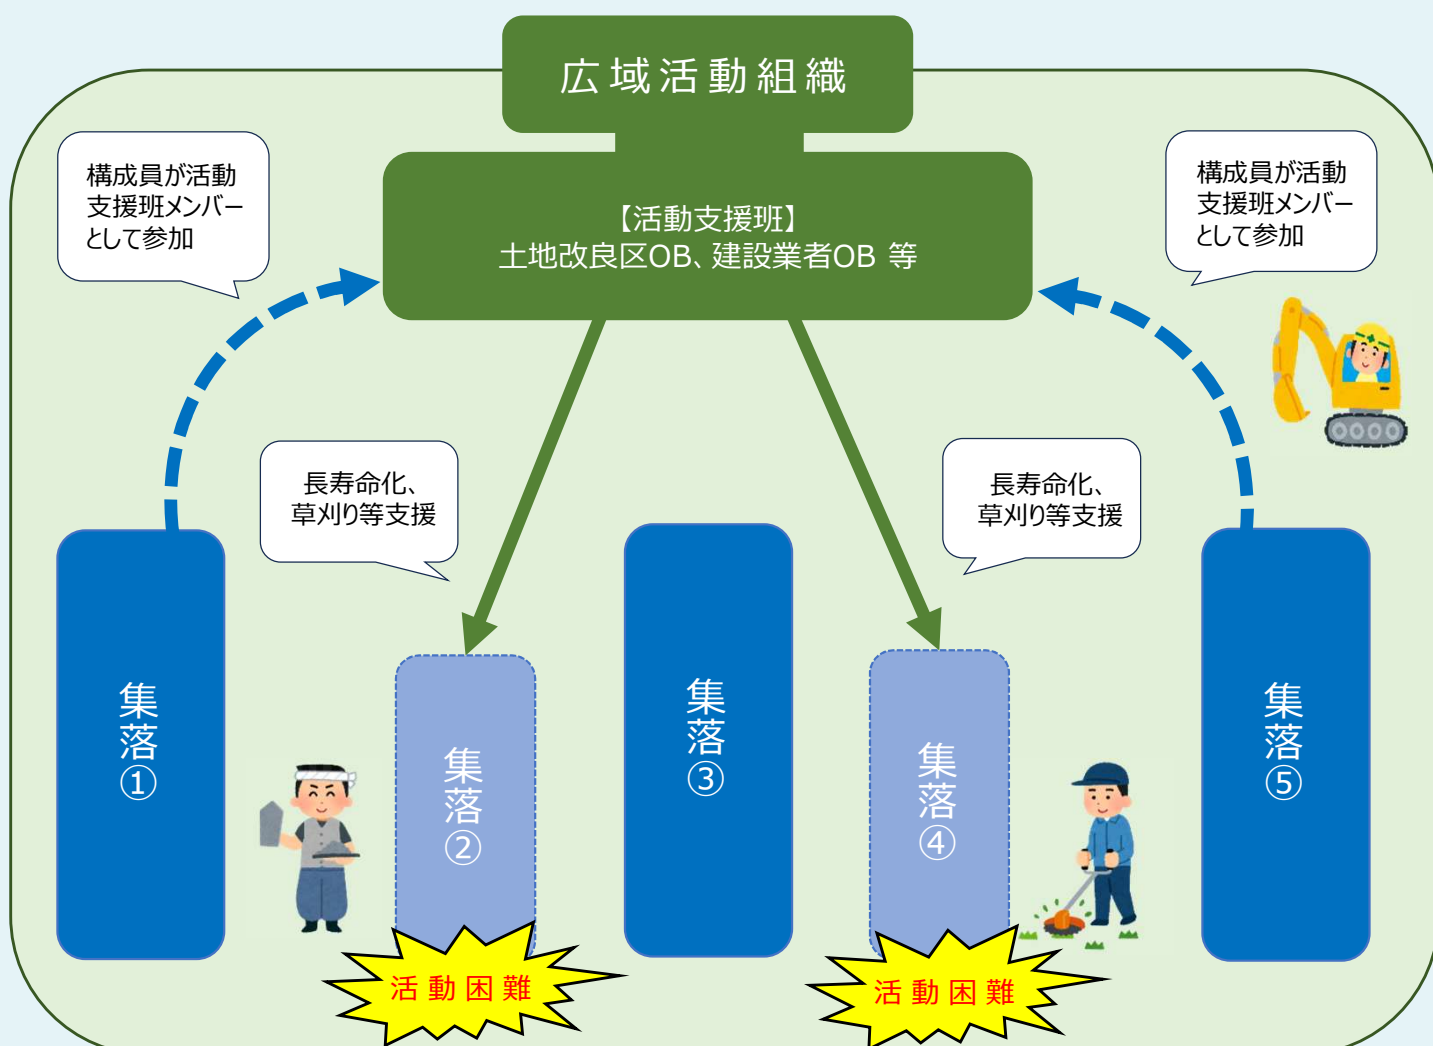 広域活動組織
【活動支援班】
土地改良区OB、建設業者OB 等
構成員が活動
支援班メンバー
として参加
構成員が活動
支援班メンバー
として参加
長寿命化、
草刈り等支援
長寿命化、
草刈り等支援
集落①
集落②
集落③
集落④
集落⑤
活動困難
活動困難